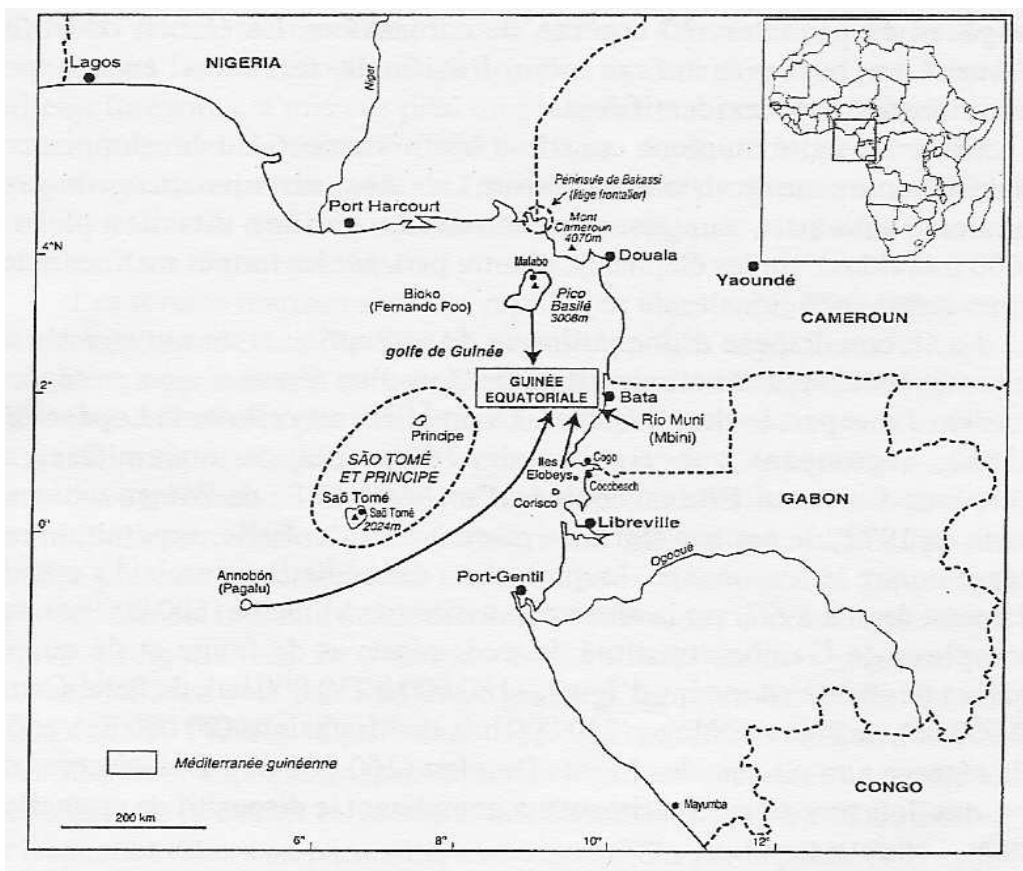 Lagos
NIGERIA
Niger
Port Harcourt
Péninsule de Bakassi
(litige frontalier)
Mont
Cameroun
4070m
4°N
Douala
Yaoundé
Malabo
Bioko
(Fernando Poo)
Pico
Basilé
3008m
CAMEROUN
golfe de Guinée
GUINÉE
EQUATORIALE
2°
Bata
Rio Muni
(Mbini)
Principe
SÃO TOMÉ
ET PRINCIPE
Iles
Elobeys
Cogo
Cocobeach
Corisco
GABON
Saõ Tomé
Saõ Tomé
2024m
0°
Libreville
Annobón
(Pagalu)
Port-Gentil
Ogooué
Méditerranée guinéenne
CONGO
Mayumba
200 km
6°
8°
10°
12°